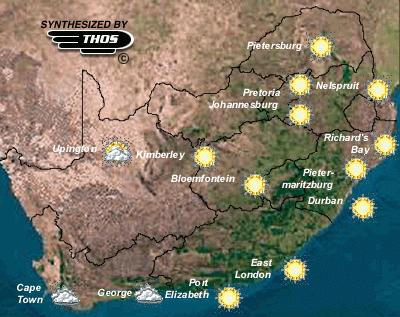 SYNTHESIZED BY
THOS
©
Pietersburg
Pretoria
Nelspruit
Johannesburg
Richard's
Bay
Upington
Kimberley
Pieter-
maritzburg
Bloemfontein
Durban
East
London
Port
Elizabeth
George
Cape
Town